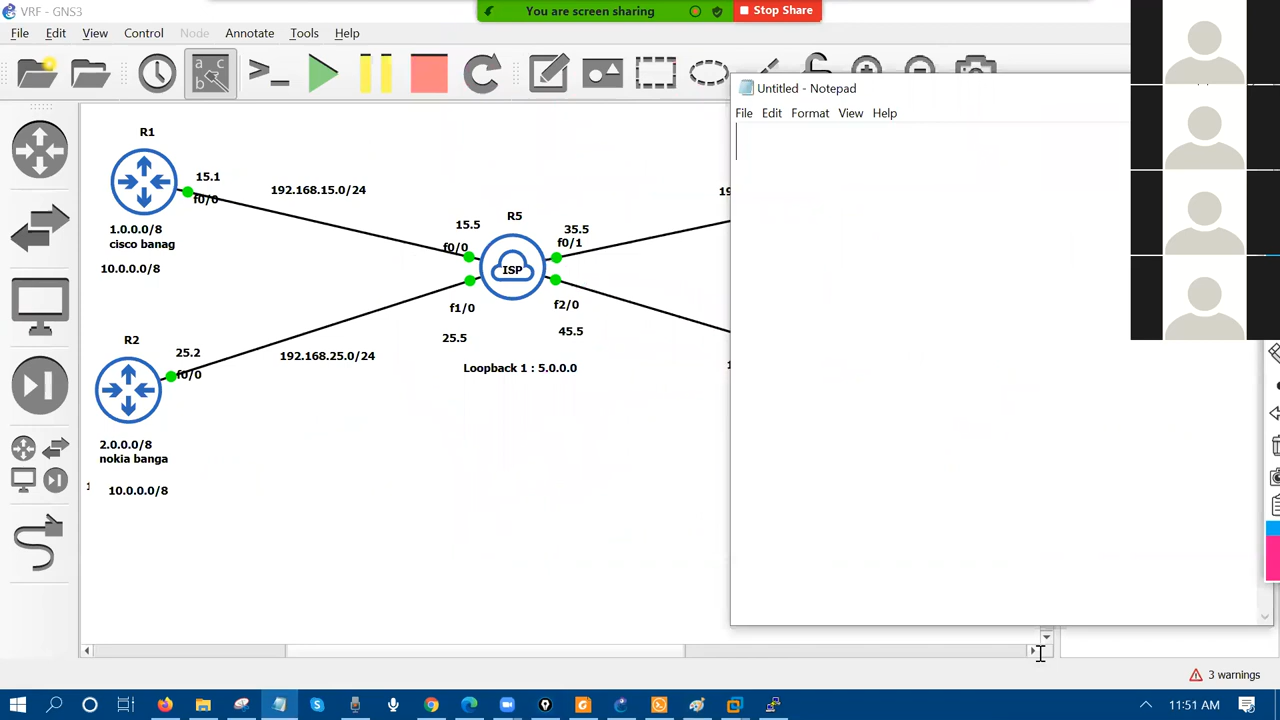 VRF - GNS3
You are screen sharing
Stop Share
File Edit View Control Node Annotate Tools Help
a c
Untitled - Notepad
File Edit Format View Help
R1
15.1
f0/0
192.168.15.0/24
1.0.0.0/8
cisco banag
10.0.0.0/8
R5
15.5
f0/0
35.5
f0/1
ISP
f1/0
f2/0
25.5
45.5
Loopback 1 : 5.0.0.0
R2
25.2
f0/0
192.168.25.0/24
2.0.0.0/8
nokia banga
10.0.0.0/8
3 warnings
11:51 AM